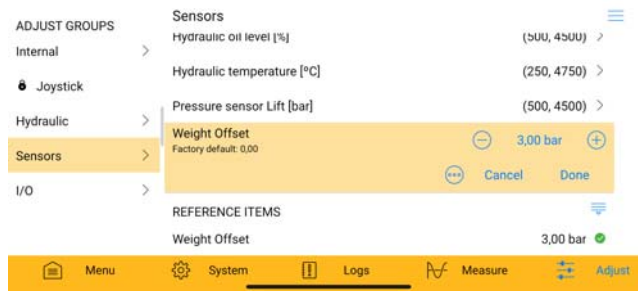 Sensors
ADJUST GROUPS
Internal
Joystick
Hydraulic
Sensors
I/O
Hydraulic oil level [%] (500, 4500)
Hydraulic temperature [ºC] (250, 4750)
Pressure sensor Lift [bar] (500, 4500)
Weight Offset
Factory default: 0,00
3,00 bar
Cancel Done
REFERENCE ITEMS
Weight Offset 3,00 bar
Menu System Logs Measure Adjust